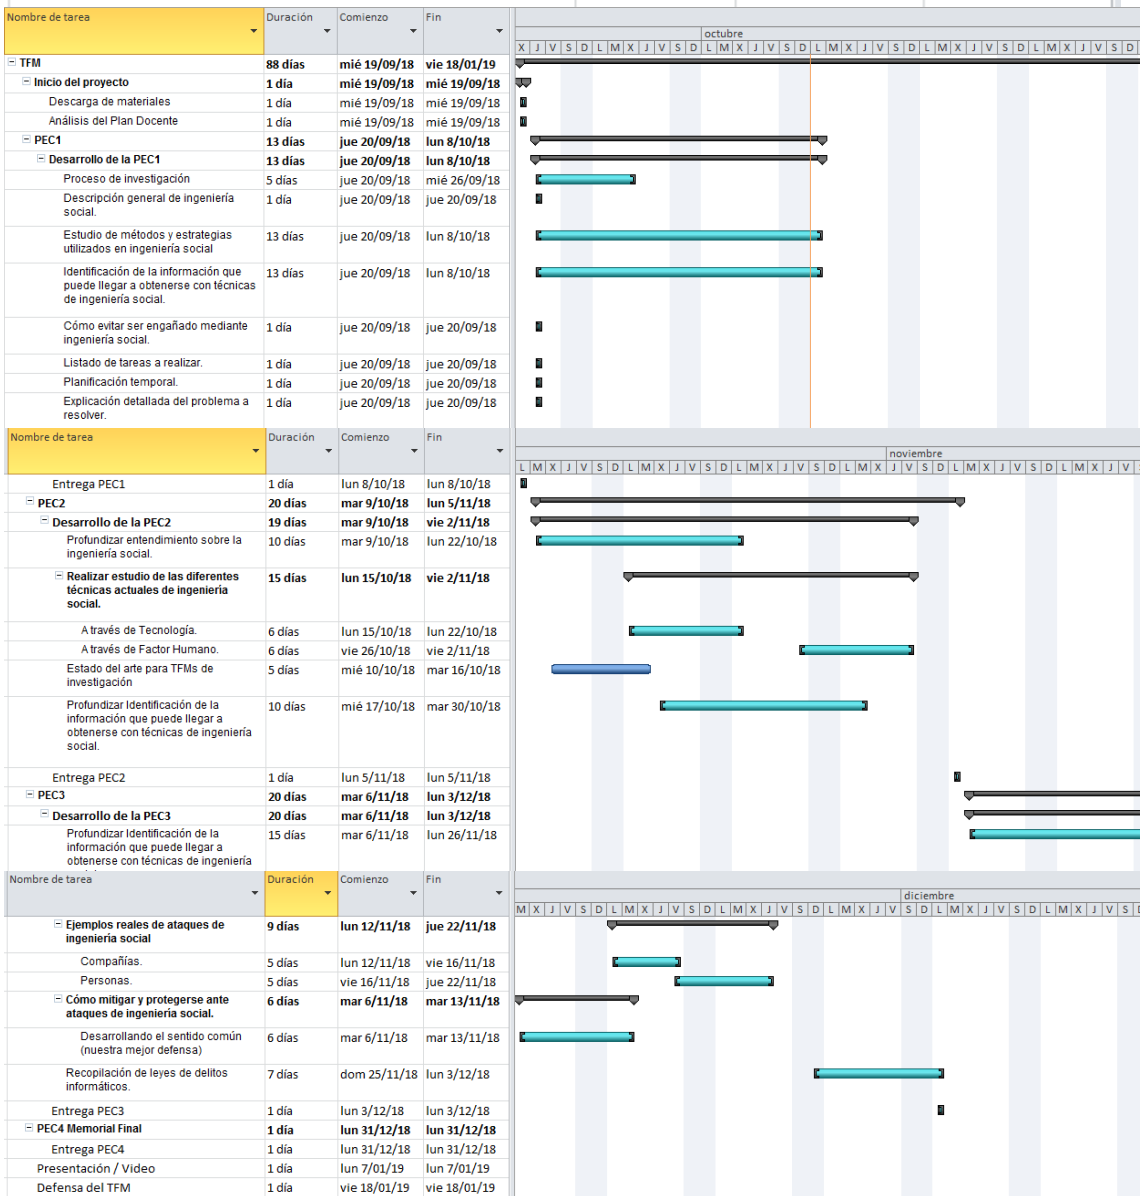 Nombre de tarea Duración Comienzo Fin
octubre
X J V S D L M X J V S D L M X J V S D L M X J V S D L M X J V S D L M X J V S D
TFM 88 días mié 19/09/18 vie 18/01/19
Inicio del proyecto 1 día mié 19/09/18 mié 19/09/18
Descarga de materiales 1 día mié 19/09/18 mié 19/09/18
Análisis del Plan Docente 1 día mié 19/09/18 mié 19/09/18
PEC1 13 días jue 20/09/18 lun 8/10/18
Desarrollo de la PEC1 13 días jue 20/09/18 lun 8/10/18
Proceso de investigación 5 días jue 20/09/18 mié 26/09/18
Descripción general de ingeniería 1 día jue 20/09/18 jue 20/09/18
social.
Estudio de métodos y estrategias 13 días jue 20/09/18 lun 8/10/18
utilizados en ingeniería social
Identificación de la información que 13 días jue 20/09/18 lun 8/10/18
puede llegar a obtenerse con técnicas
de ingeniería social.
Cómo evitar ser engañado mediante 1 día jue 20/09/18 jue 20/09/18
ingeniería social.
Listado de tareas a realizar. 1 día jue 20/09/18 jue 20/09/18
Planificación temporal. 1 día jue 20/09/18 jue 20/09/18
Explicación detallada del problema a 1 día jue 20/09/18 jue 20/09/18
resolver.
Nombre de tarea Duración Comienzo Fin
noviembre
L M X J V S D L M X J V S D L M X J V S D L M X J V S D L M X J V S D L M X J V
Entrega PEC1 1 día lun 8/10/18 lun 8/10/18
PEC2 20 días mar 9/10/18 lun 5/11/18
Desarrollo de la PEC2 19 días mar 9/10/18 vie 2/11/18
Profundizar entendimiento sobre la 10 días mar 9/10/18 lun 22/10/18
ingeniería social.
Realizar estudio de las diferentes 15 días lun 15/10/18 vie 2/11/18
técnicas actuales de ingeniería
social.
A través de Tecnología. 6 días lun 15/10/18 lun 22/10/18
A través de Factor Humano. 6 días vie 26/10/18 vie 2/11/18
Estado del arte para TFMs de 5 días mié 10/10/18 mar 16/10/18
investigación
Profundizar Identificación de la 10 días mié 17/10/18 mar 30/10/18
información que puede llegar a
obtenerse con técnicas de ingeniería
social.
Entrega PEC2 1 día lun 5/11/18 lun 5/11/18
PEC3 20 días mar 6/11/18 lun 3/12/18
Desarrollo de la PEC3 20 días mar 6/11/18 lun 3/12/18
Profundizar Identificación de la 15 días mar 6/11/18 lun 26/11/18
información que puede llegar a
obtenerse con técnicas de ingeniería
Nombre de tarea Duración Comienzo Fin
diciembre
M X J V S D L M X J V S D L M X J V S D L M X J V S D L M X J V S D L M X J V S D
Ejemplos reales de ataques de 9 días lun 12/11/18 jue 22/11/18
ingeniería social
Compañías. 5 días lun 12/11/18 vie 16/11/18
Personas. 5 días vie 16/11/18 jue 22/11/18
Cómo mitigar y protegerse ante 6 días mar 6/11/18 mar 13/11/18
ataques de ingeniería social.
Desarrollando el sentido común 6 días mar 6/11/18 mar 13/11/18
(nuestra mejor defensa)
Recopilación de leyes de delitos 7 días dom 25/11/18 lun 3/12/18
informáticos.
Entrega PEC3 1 día lun 3/12/18 lun 3/12/18
PEC4 Memorial Final 1 día lun 31/12/18 lun 31/12/18
Entrega PEC4 1 día lun 31/12/18 lun 31/12/18
Presentación / Video 1 día lun 7/01/19 lun 7/01/19
Defensa del TFM 1 día vie 18/01/19 vie 18/01/19